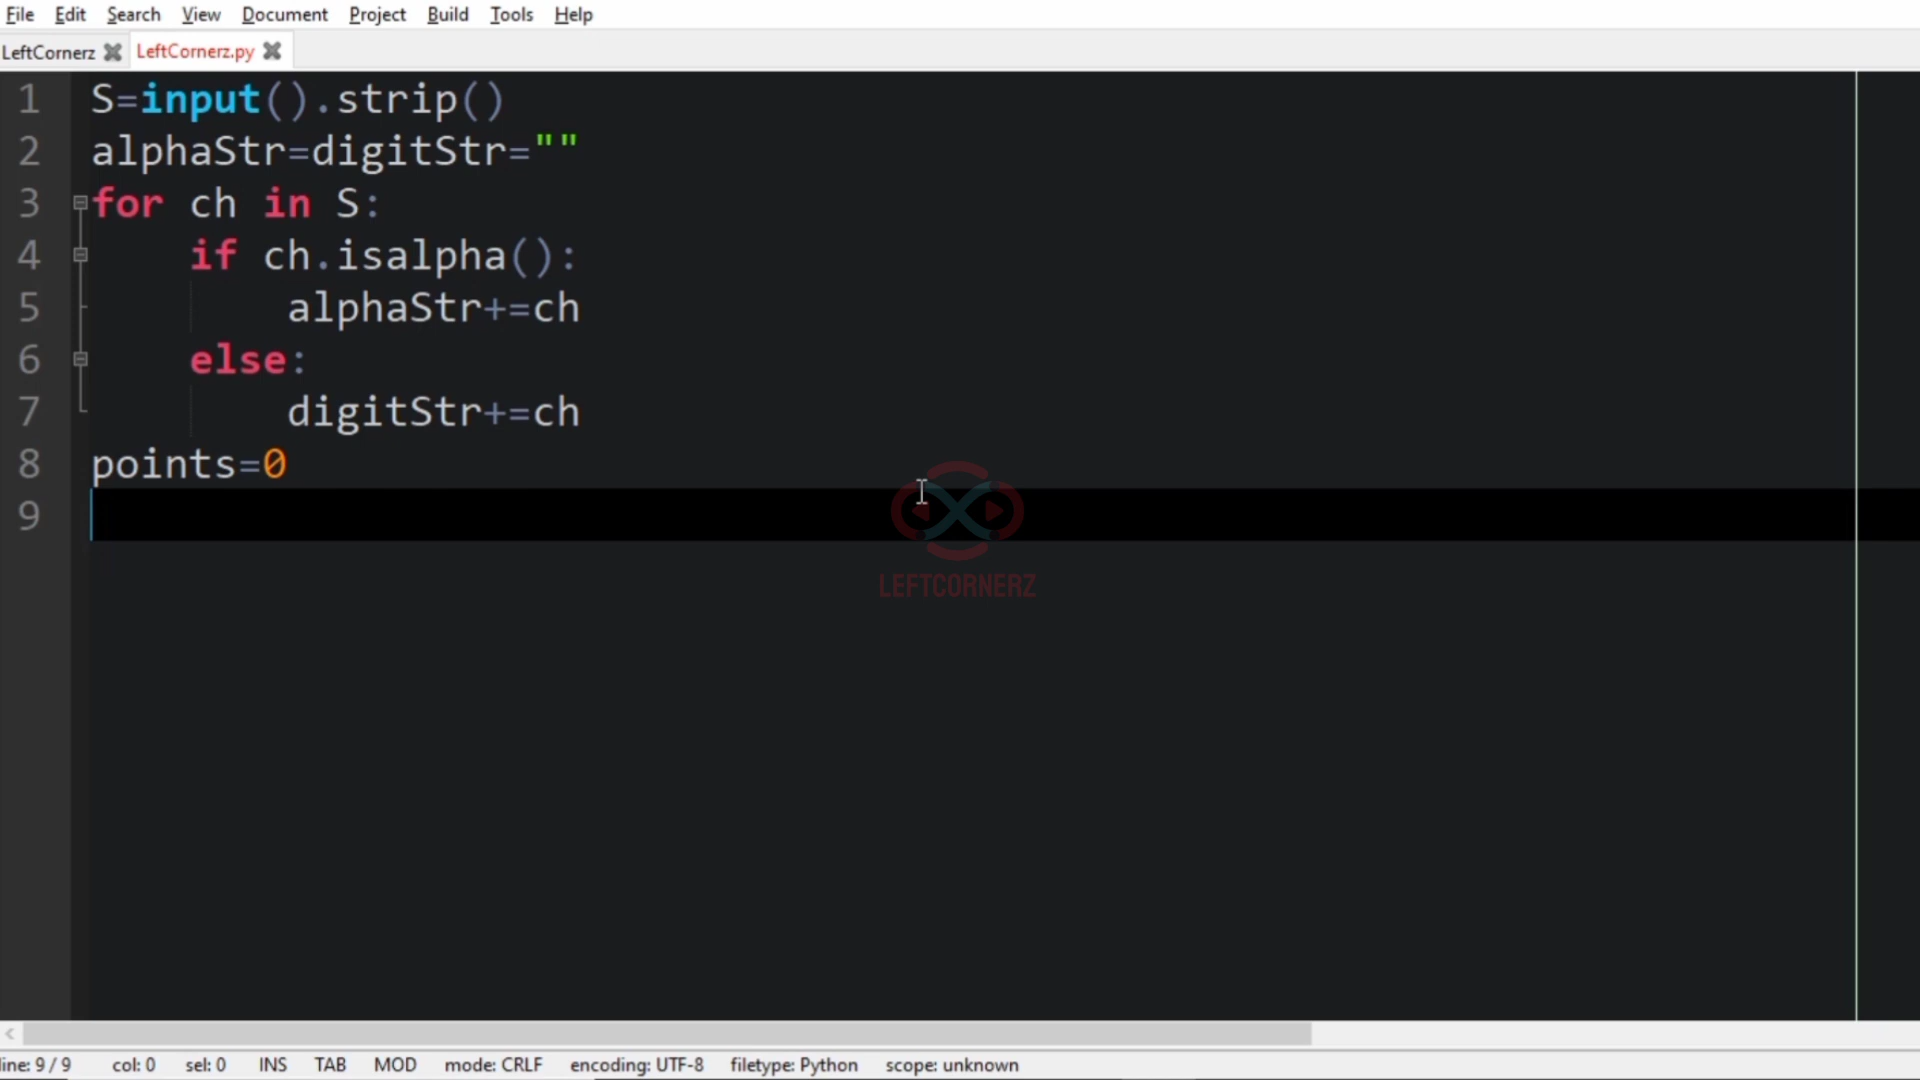 File Edit Search View Document Project Build Tools Help
LeftCornerz LeftCornerz.py
1 S=input().strip()
2 alphaStr=digitStr=""
3 for ch in S:
4 if ch.isalpha():
5 alphaStr+=ch
6 else:
7 digitStr+=ch
8 points=0
9
LEFTCORNERZ
line: 9 / 9 col: 0 sel: 0 INS TAB MOD mode: CRLF encoding: UTF-8 filetype: Python scope: unknown